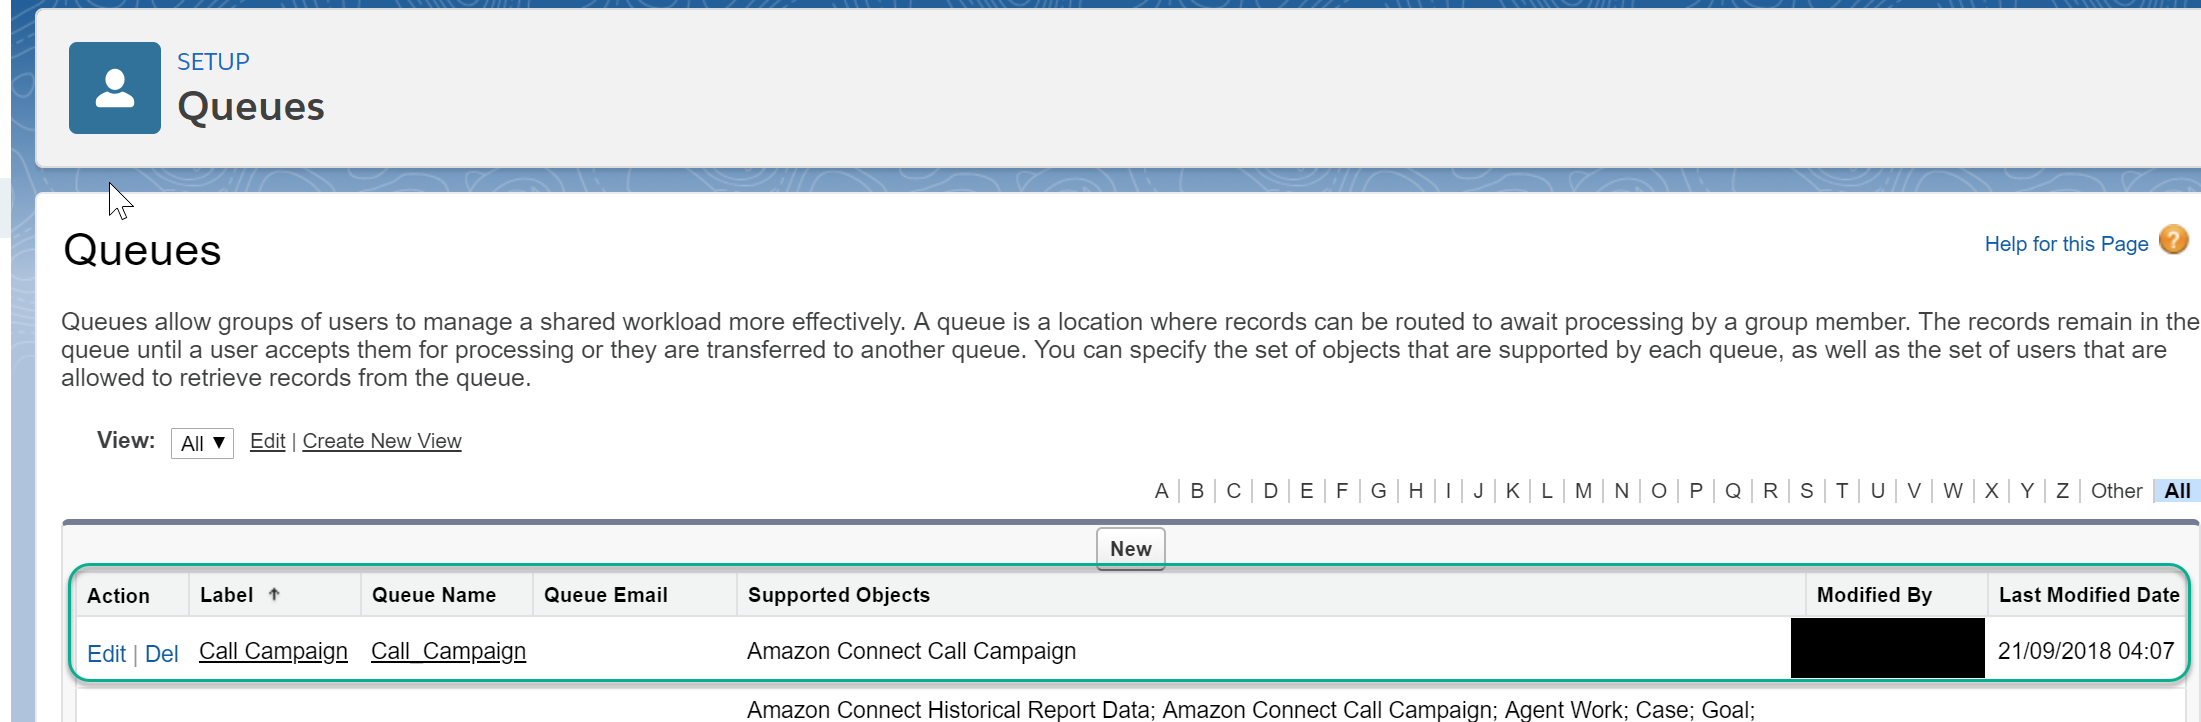 SETUP
Queues
Queues
Help for this Page ?
Queues allow groups of users to manage a shared workload more effectively. A queue is a location where records can be routed to await processing by a group member. The records remain in the
queue until a user accepts them for processing or they are transferred to another queue. You can specify the set of objects that are supported by each queue, as well as the set of users that are
allowed to retrieve records from the queue.
View: All ▼ Edit | Create New View
A | B | C | D | E | F | G | H | I | J | K | L | M | N | O | P | Q | R | S | T | U | V | W | X | Y | Z | Other | All
New
Action Label ↑ Queue Name Queue Email Supported Objects Modified By Last Modified Date
Edit | Del Call Campaign Call_Campaign Amazon Connect Call Campaign 21/09/2018 04:07
Amazon Connect Historical Report Data; Amazon Connect Call Campaign; Agent Work; Case; Goal;